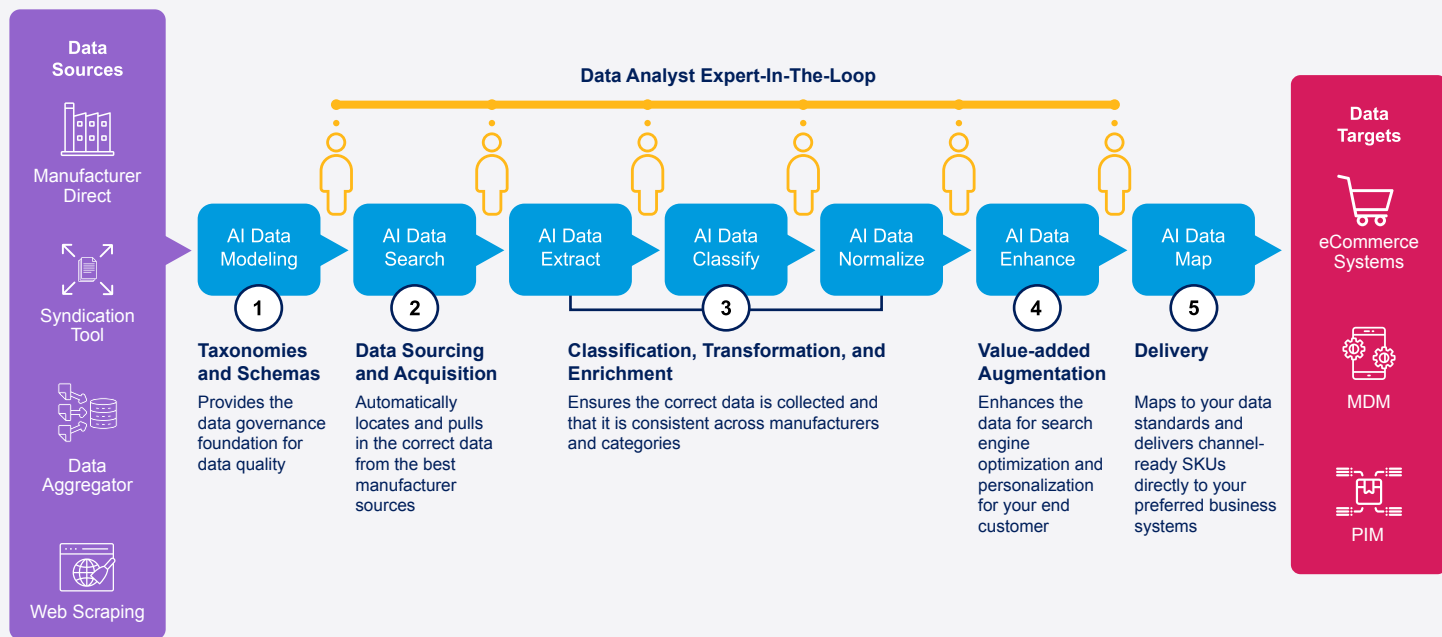 Data
Sources
Manufacturer
Direct
Syndication
Tool
Data
Aggregator
Web Scraping
Data Analyst Expert-In-The-Loop
AI Data
Modeling
AI Data
Search
AI Data
Extract
AI Data
Classify
AI Data
Normalize
AI Data
Enhance
AI Data
Map
1
Taxonomies
and Schemas
Provides the
data governance
foundation for
data quality
2
Data Sourcing
and Acquisition
Automatically
locates and pulls
in the correct data
from the best
manufacturer
sources
3
Classification, Transformation, and
Enrichment
Ensures the correct data is collected and
that it is consistent across manufacturers
and categories
4
Value-added
Augmentation
Enhances the
data for search
engine
optimization and
personalization
for your end
customer
5
Delivery
Maps to your data
standards and
delivers channel-
ready SKUs
directly to your
preferred business
systems
Data
Targets
eCommerce
Systems
MDM
PIM